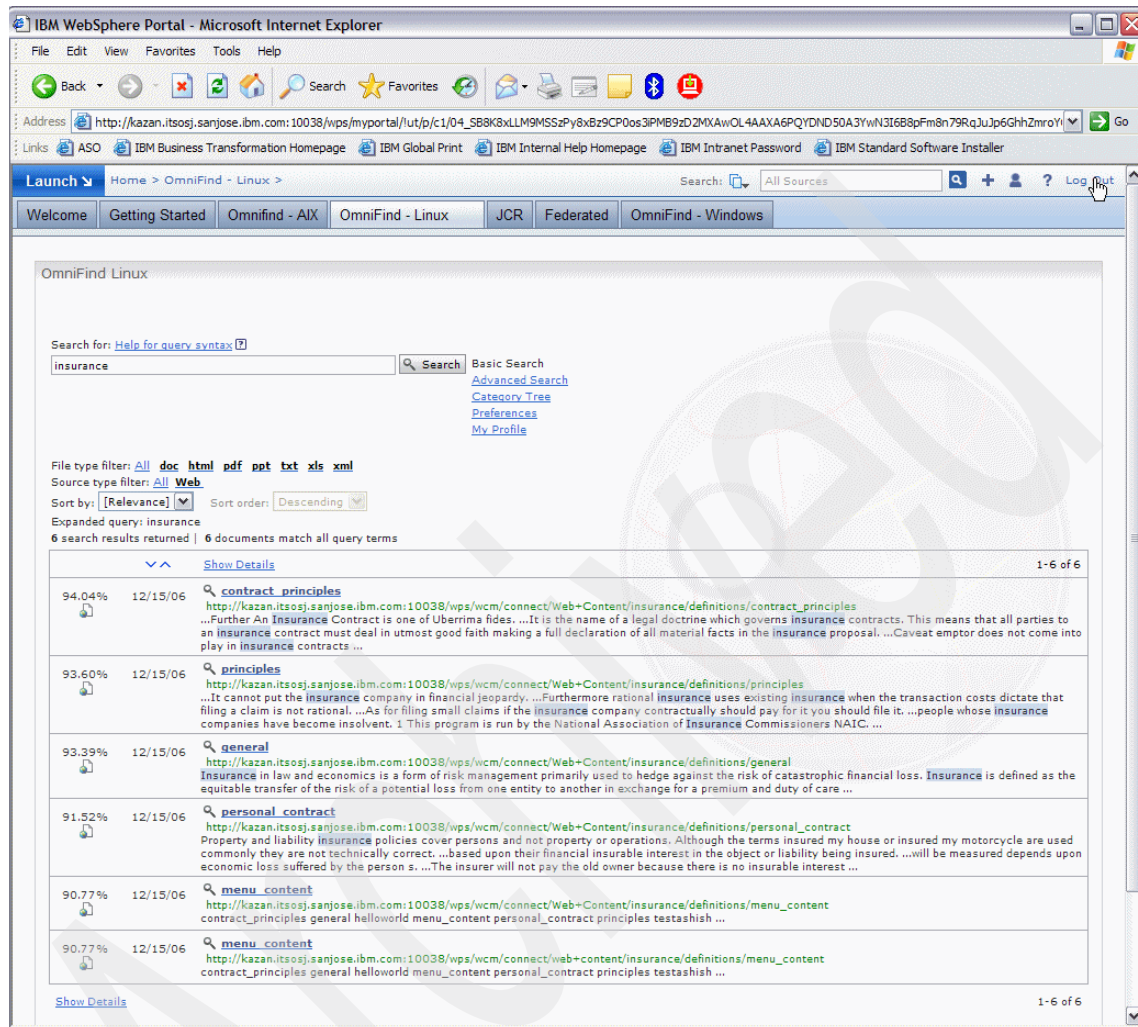 IBM WebSphere Portal - Microsoft Internet Explorer
File Edit View Favorites Tools Help
Back Search Favorites
Address http://kazan.itsosj.sanjose.ibm.com:10038/wps/myportal/!ut/p/c1/04_SB8K8xLLM9MSSzPy8xBz9CP0os3iPMB9zD2MXAwOL4AAXA6PQYDND50A3YwN3I6B8pFm8n79RqJuJp6GhhZmroY Go
Links ASO IBM Business Transformation Homepage IBM Global Print IBM Internal Help Homepage IBM Intranet Password IBM Standard Software Installer
Launch Home > OmniFind - Linux > Search: All Sources ? Log Out
Welcome Getting Started Omnifind - AIX OmniFind - Linux JCR Federated OmniFind - Windows
OmniFind Linux
Search for: Help for query syntax ?
insurance Search Basic Search
Advanced Search
Category Tree
Preferences
My Profile
File type filter: All doc html pdf ppt txt xls xml
Source type filter: All Web
Sort by: [Relevance] Sort order: Descending
Expanded query: insurance
6 search results returned | 6 documents match all query terms
Show Details 1-6 of 6
94.04% 12/15/06 contract_principles
http://kazan.itsosj.sanjose.ibm.com:10038/wps/wcm/connect/Web+Content/insurance/definitions/contract_principles
...Further An Insurance Contract is one of Uberrima fides. ...It is the name of a legal doctrine which governs insurance contracts. This means that all parties to
an insurance contract must deal in utmost good faith making a full declaration of all material facts in the insurance proposal. ...Caveat emptor does not come into
play in insurance contracts ...
93.60% 12/15/06 principles
http://kazan.itsosj.sanjose.ibm.com:10038/wps/wcm/connect/Web+Content/insurance/definitions/principles
...It cannot put the insurance company in financial jeopardy. ...Furthermore rational insurance uses existing insurance when the transaction costs dictate that
filing a claim is not rational. ...As for filing small claims if the insurance company contractually should pay for it you should file it. ...people whose insurance
companies have become insolvent. 1 This program is run by the National Association of Insurance Commissioners NAIC. ...
93.39% 12/15/06 general
http://kazan.itsosj.sanjose.ibm.com:10038/wps/wcm/connect/Web+Content/insurance/definitions/general
Insurance in law and economics is a form of risk management primarily used to hedge against the risk of catastrophic financial loss. Insurance is defined as the
equitable transfer of the risk of a potential loss from one entity to another in exchange for a premium and duty of care ...
91.52% 12/15/06 personal_contract
http://kazan.itsosj.sanjose.ibm.com:10038/wps/wcm/connect/Web+Content/insurance/definitions/personal_contract
Property and liability insurance policies cover persons and not property or operations. Although the terms insured my house or insured my motorcycle are used
commonly they are not technically correct. ...based upon their financial insurable interest in the object or liability being insured. ...will be measured depends upon
economic loss suffered by the person s. ...The insurer will not pay the old owner because there is no insurable interest ...
90.77% 12/15/06 menu_content
http://kazan.itsosj.sanjose.ibm.com:10038/wps/wcm/connect/Web+Content/insurance/definitions/menu_content
contract_principles general helloworld menu_content personal_contract principles testashish ...
90.77% 12/15/06 menu_content
http://kazan.itsosj.sanjose.ibm.com:10038/wps/wcm/connect/web+content/insurance/definitions/menu_content
contract_principles general helloworld menu_content personal_contract principles testashish ...
Show Details 1-6 of 6
Archived